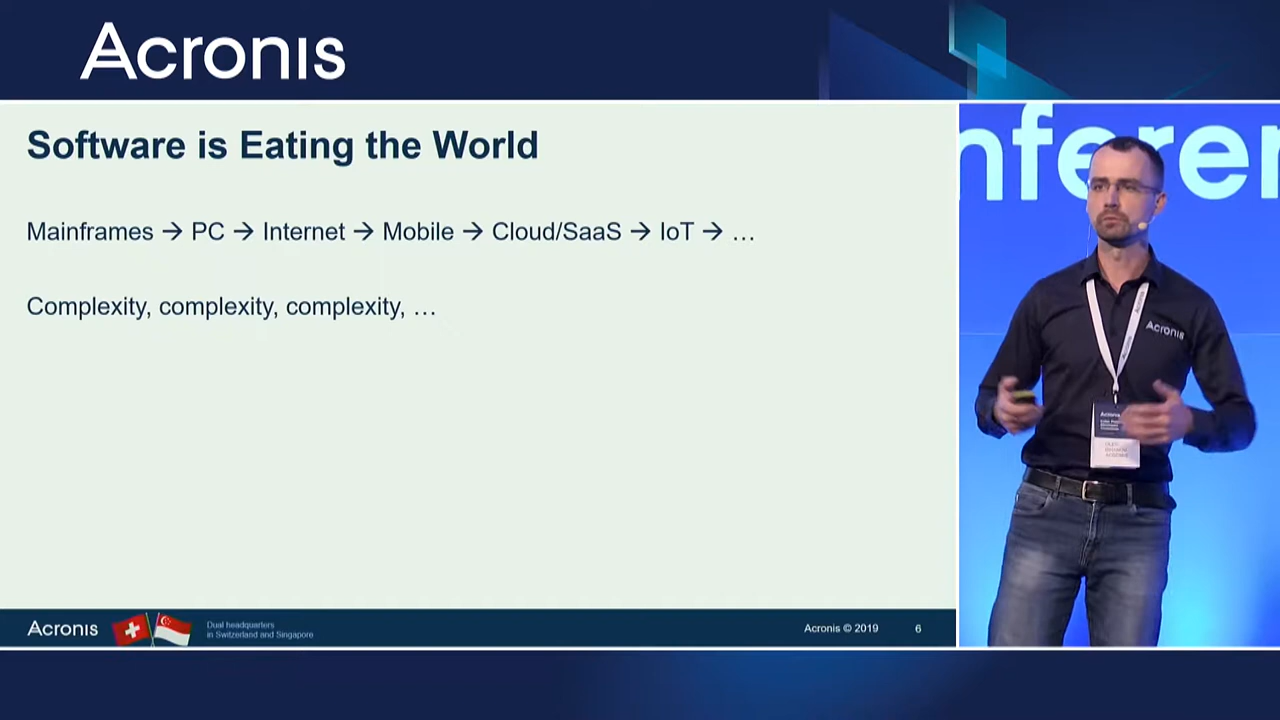 Acronis
Software is Eating the World
Mainframes → PC → Internet → Mobile → Cloud/SaaS → IoT → …
Complexity, complexity, complexity, …
Acronis
Dual headquarters
in Switzerland and Singapore
Acronis © 2019
6
nferen
Acronis
Acronis